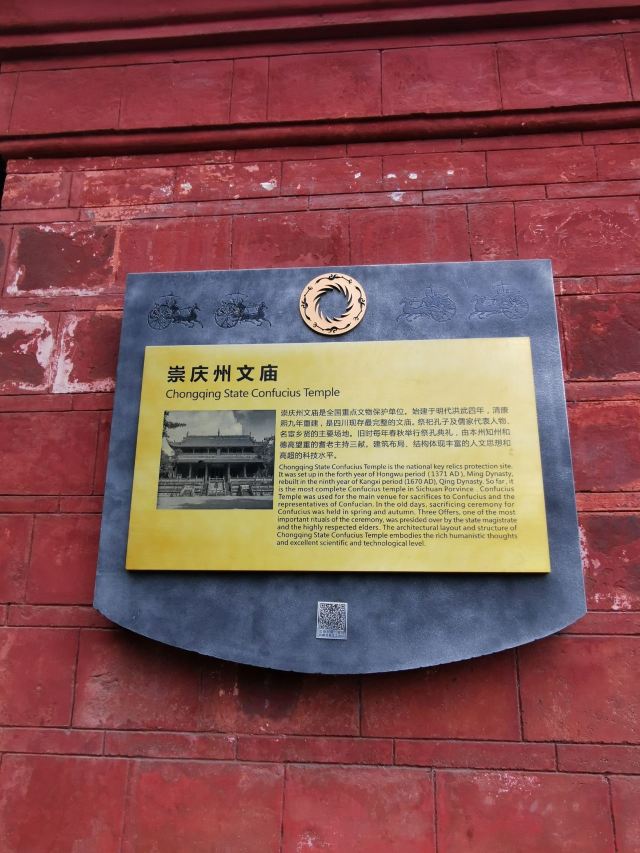 崇庆州文庙
Chongqing State Confucius Temple
崇庆州文庙是全国重点文物保护单位。始建于明代洪武四年，清康
熙九年重建，是四川现存最完整的文庙。祭祀孔子及儒家代表人物、
名宦乡贤的主要场地。旧时每年春秋举行祭孔典礼，由本州知州和
德高望重的耆老主持三献。建筑布局、结构体现丰富的人文思想和
高超的科技水平。
Chongqing State Confucius Temple is the national key relics protection site.
It was set up in the forth year of Hongwu period ( 1371 AD ), Ming Dynasty,
rebuilt in the ninth year of Kangxi period (1670 AD), Qing Dynasty. So far , it
is the most complete Confucius temple in Sichuan Porvince . Confucius
Temple was used for the main venue for sacrifices to Confucius and the
representatives of Confucian. In the old days, sacrificing ceremony for
Confucius was held in spring and autumn. Three Offers, one of the most
important rituals of the ceremony, was presided over by the state magistrate
and the highly respected elders. The architectural layout and structure of
Chongqing State Confucius Temple embodies the rich humanistic thoughts
and excellent scientific and technological level.